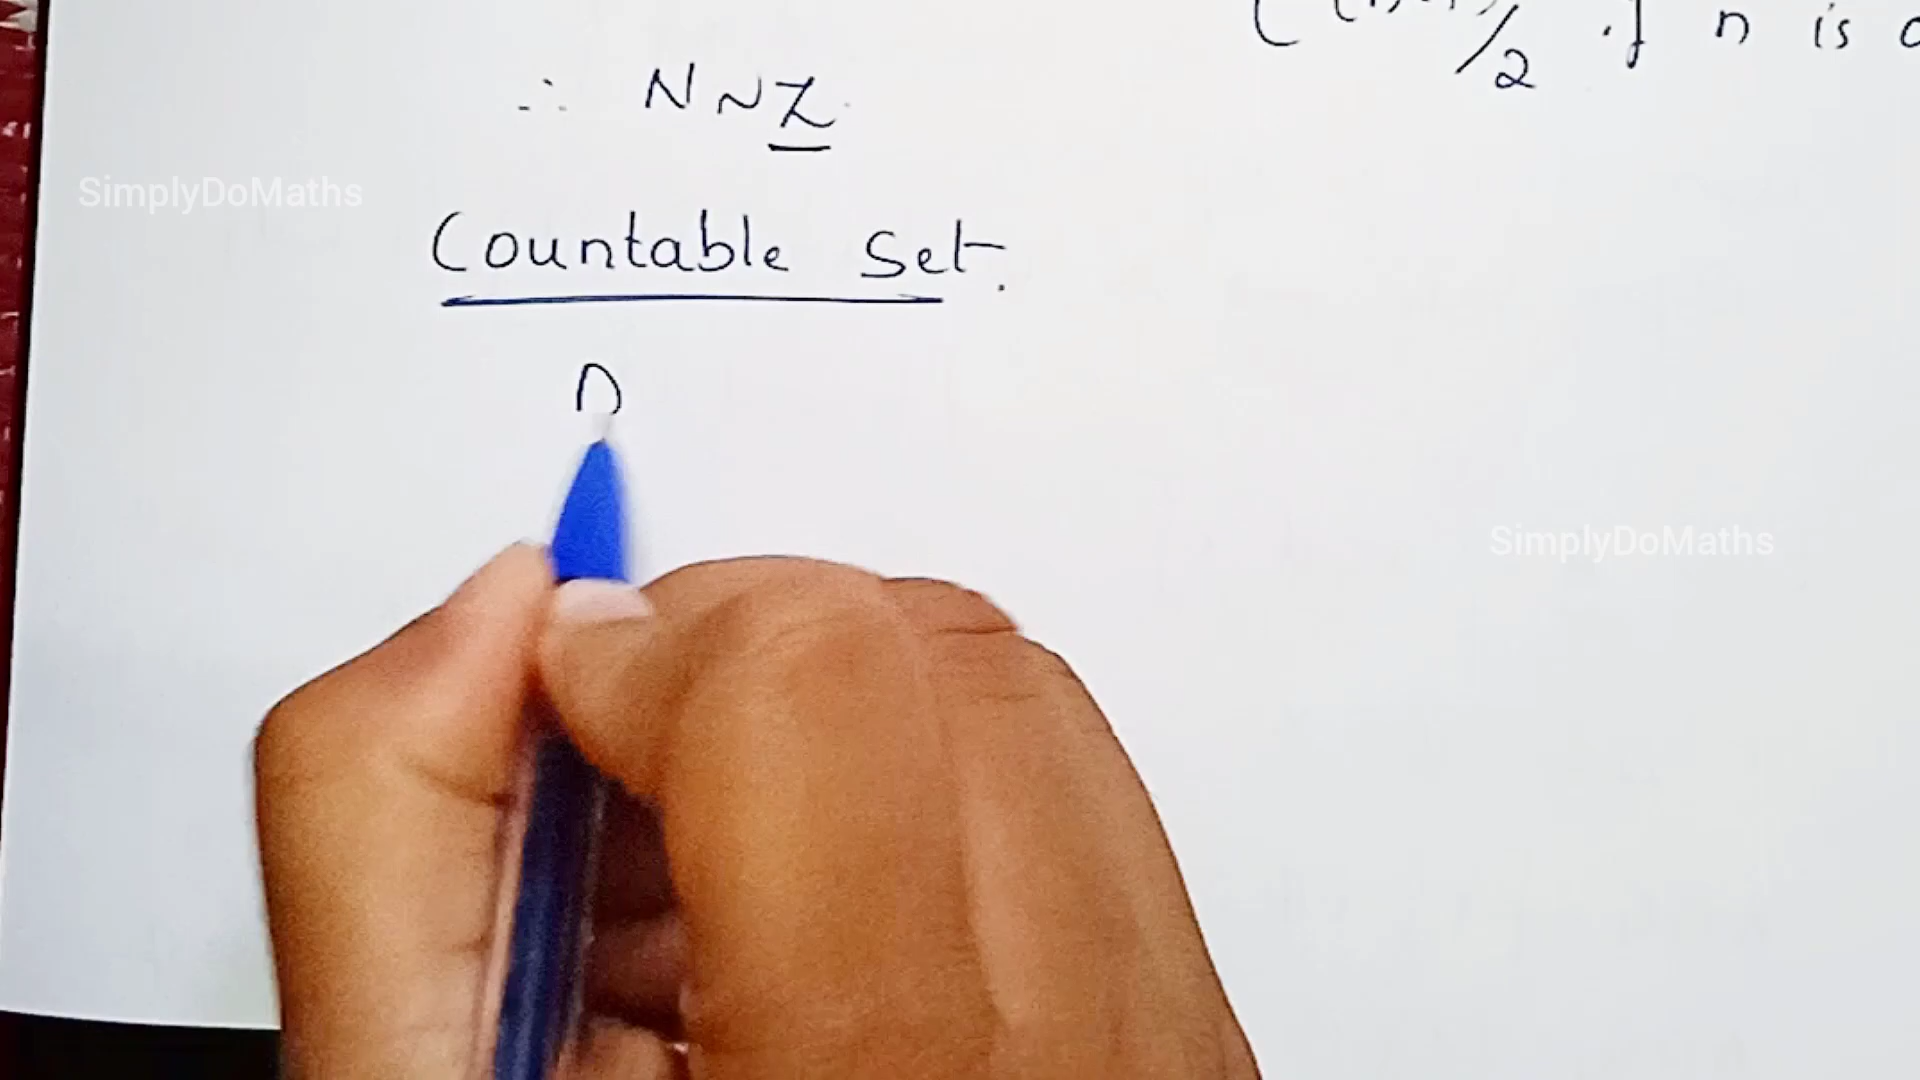 /2 if n is
∴ N ~ Z
SimplyDoMaths
Countable Set.
SimplyDoMaths